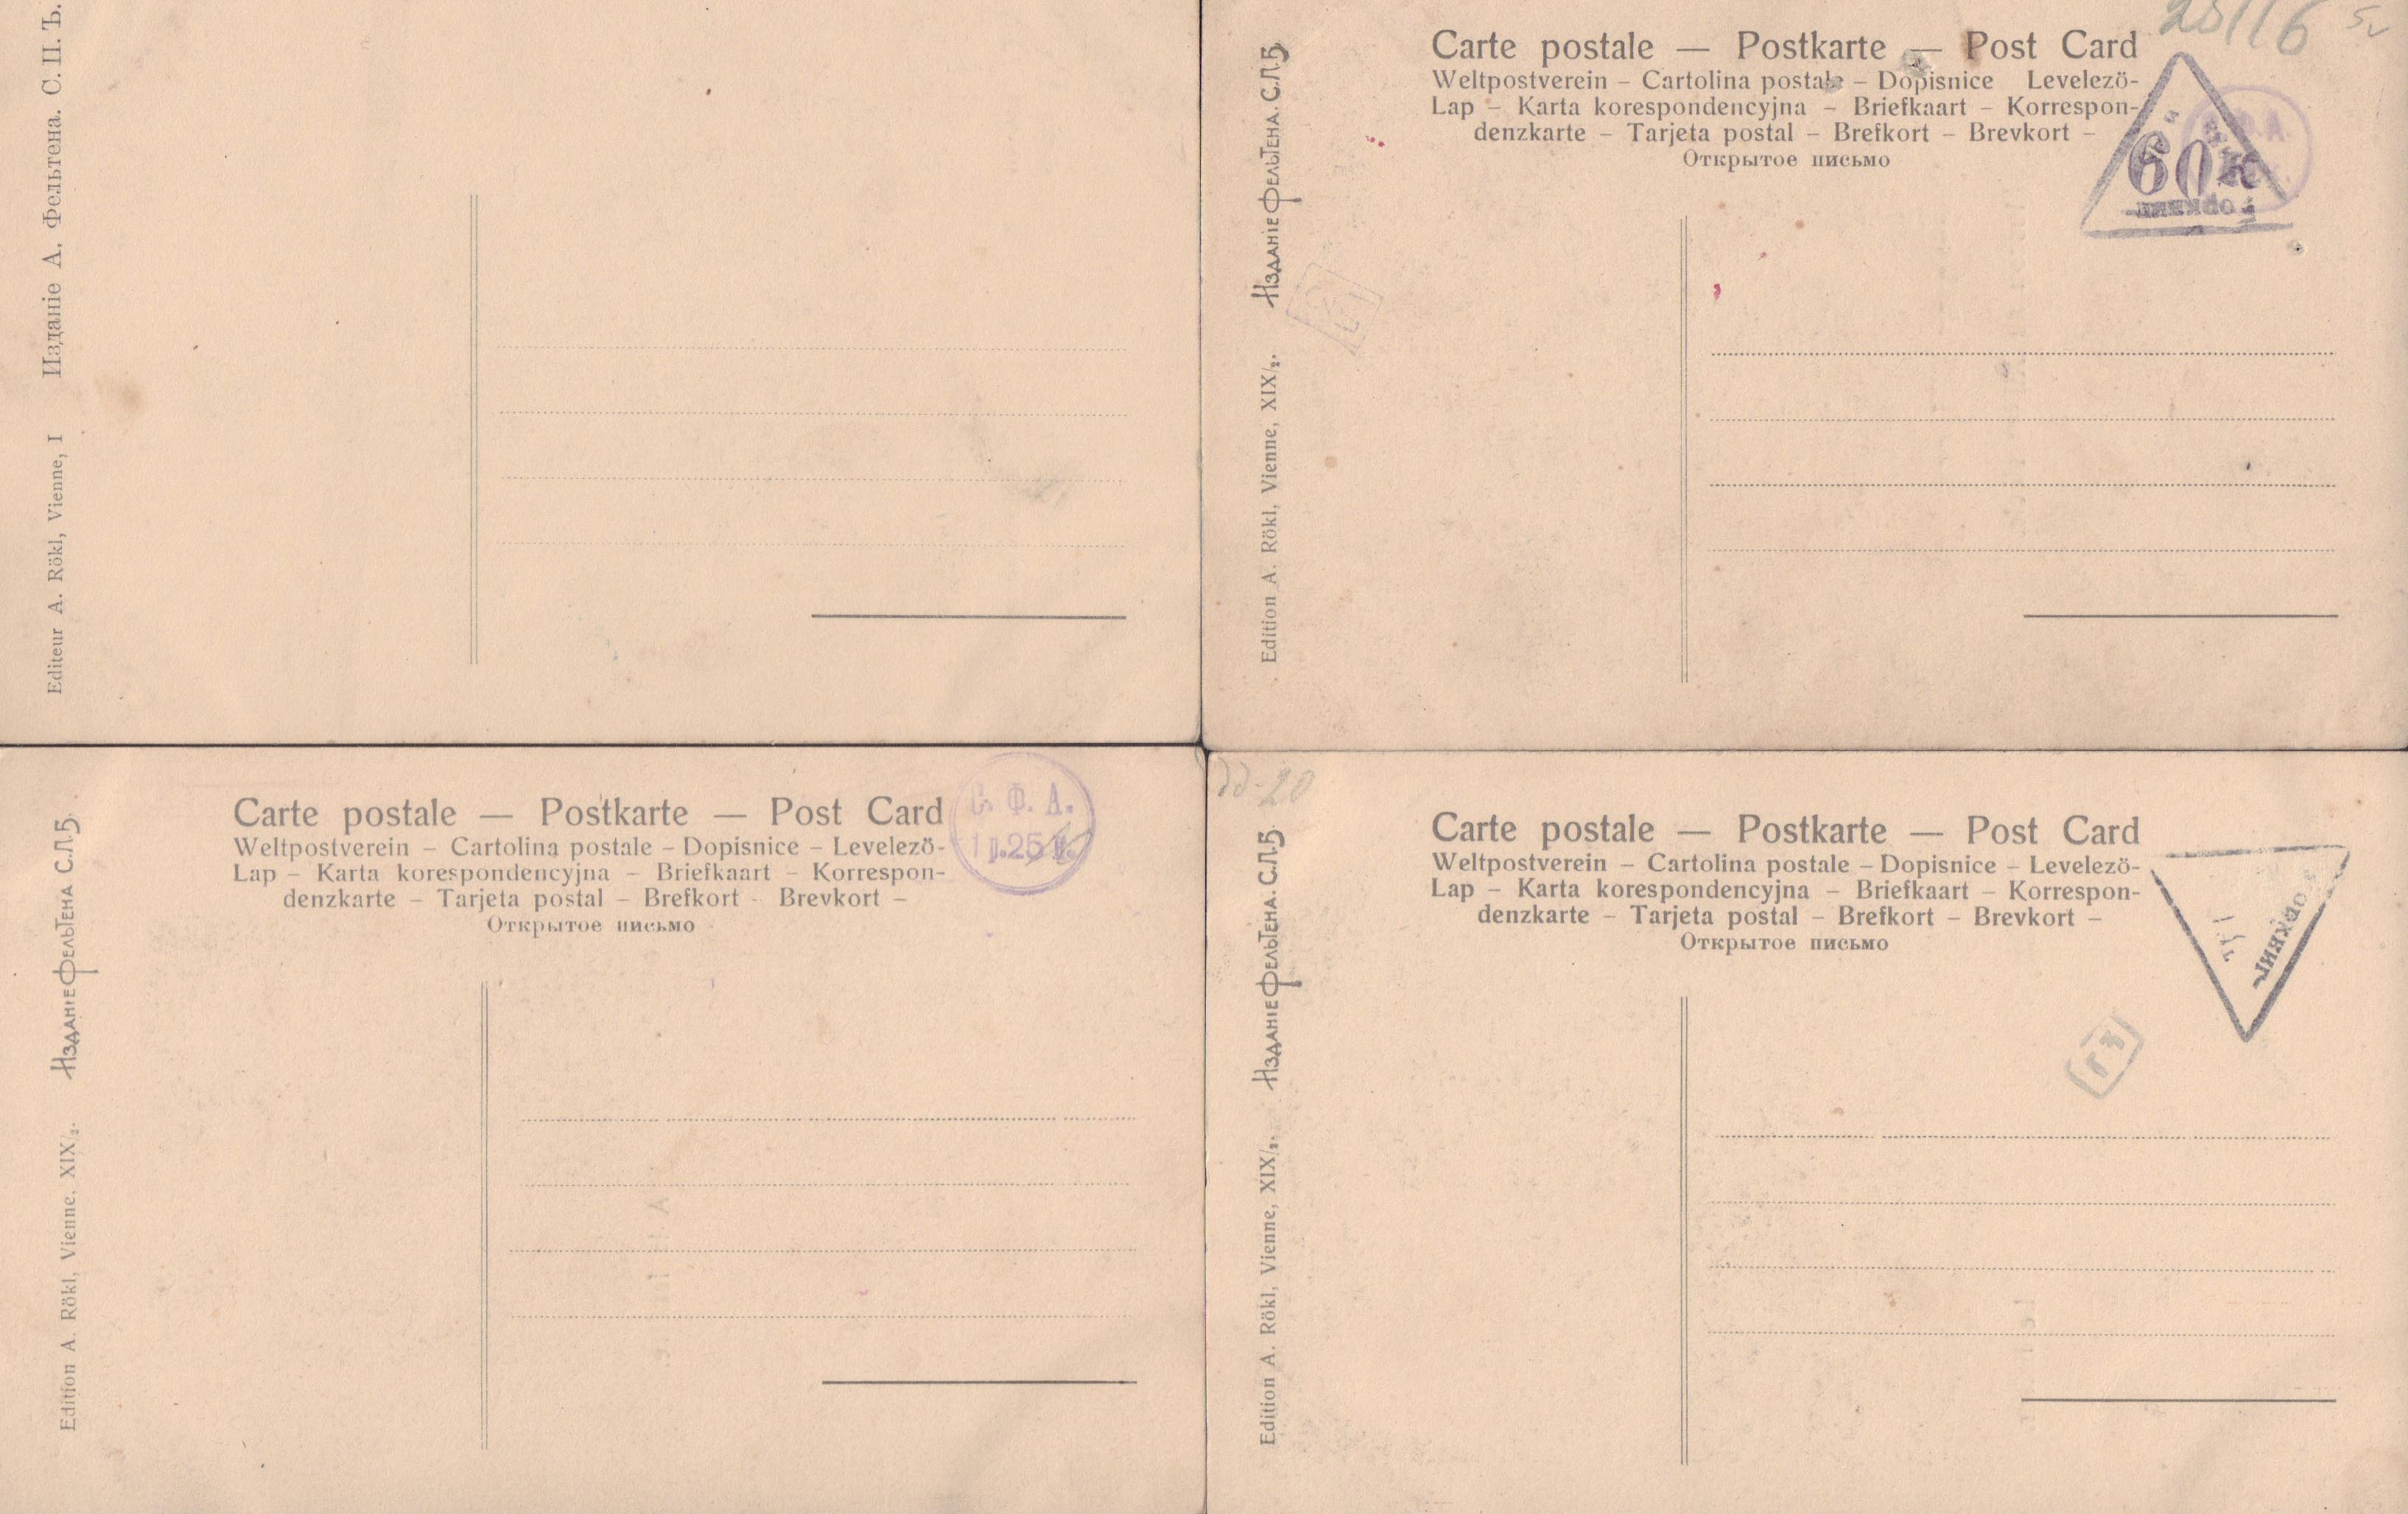 Изданіе А. Фельтена. С. П. Ъ.
Editeur A. Rökl, Vienne, I
Carte postale — Postkarte — Post Card
Weltpostverein – Cartolina postale – Dopisnice Levelezö-
Lap – Karta korespondencyjna – Briefkaart – Korrespon-
denzkarte – Tarjeta postal – Brefkort – Brevkort –
Открытое письмо
60к
Изданіе Фельтена. С.П.Б.
Edition A. Rökl, Vienne, XIX/2.
Carte postale — Postkarte — Post Card
Weltpostverein – Cartolina postale – Dopisnice – Levelezö-
Lap – Karta korespondencyjna – Briefkaart – Korrespon-
denzkarte – Tarjeta postal – Brefkort - Brevkort –
Открытое письмо
С. Ф. А.
1 р. 25 к.
Изданіе Фельтена С.П.Б.
Edition A. Rökl, Vienne. XIX/2.
Carte postale — Postkarte — Post Card
Weltpostverein – Cartolina postale – Dopisnice – Levelezö-
Lap – Karta korespondencyjna – Briefkaart – Korrespon-
denzkarte – Tarjeta postal – Brefkort – Brevkort –
Открытое письмо
Изданіе Фельтена. С.П.Б.
Edition A. Rökl, Vienne, XIX/2.